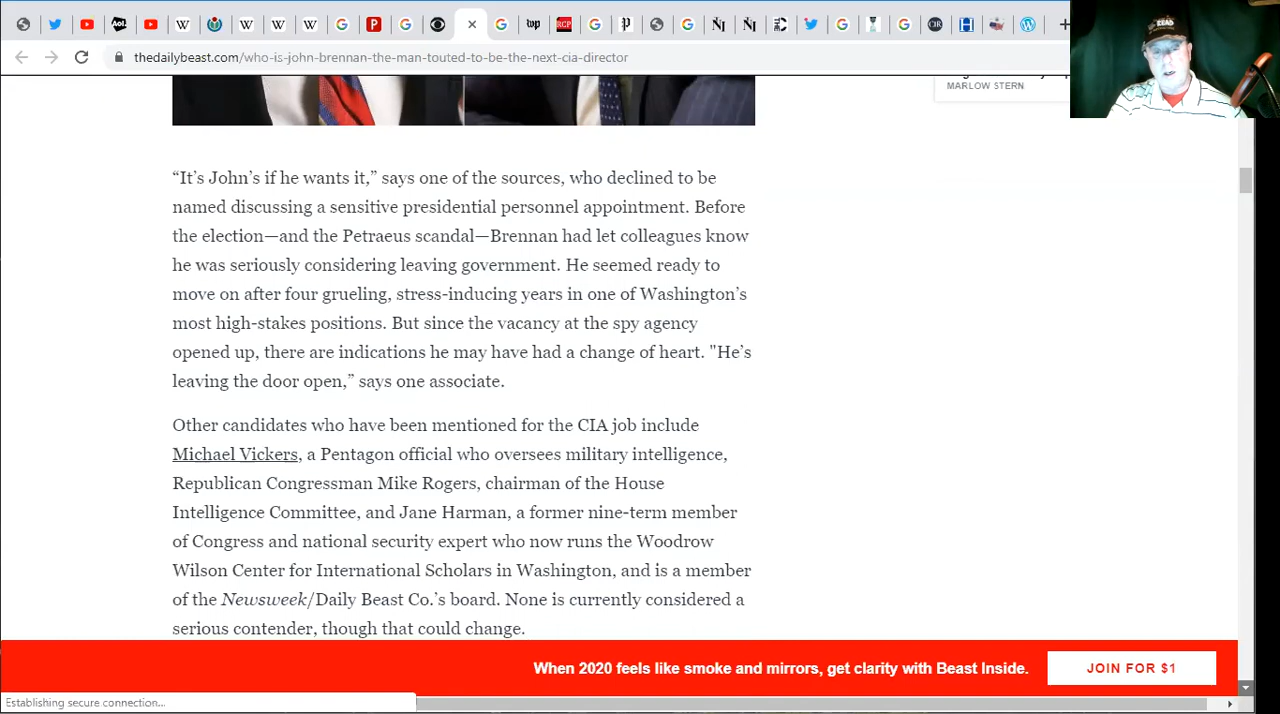 Aol.
P
wp
RCP
P
N
N
CR
H
thedailybeast.com/who-is-john-brennan-the-man-touted-to-be-the-next-cia-director
MARLOW STERN
“It’s John’s if he wants it,” says one of the sources, who declined to be
named discussing a sensitive presidential personnel appointment. Before
the election—and the Petraeus scandal—Brennan had let colleagues know
he was seriously considering leaving government. He seemed ready to
move on after four grueling, stress-inducing years in one of Washington’s
most high-stakes positions. But since the vacancy at the spy agency
opened up, there are indications he may have had a change of heart. "He’s
leaving the door open,” says one associate.
Other candidates who have been mentioned for the CIA job include
Michael Vickers, a Pentagon official who oversees military intelligence,
Republican Congressman Mike Rogers, chairman of the House
Intelligence Committee, and Jane Harman, a former nine-term member
of Congress and national security expert who now runs the Woodrow
Wilson Center for International Scholars in Washington, and is a member
of the Newsweek/Daily Beast Co.’s board. None is currently considered a
serious contender, though that could change.
When 2020 feels like smoke and mirrors, get clarity with Beast Inside.
JOIN FOR $1
Establishing secure connection...